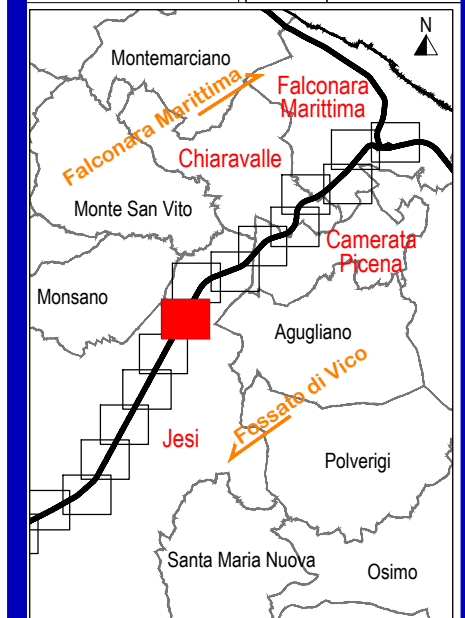 N
Montemarciano
Falconara Marittima
Falconara
Marittima
Chiaravalle
Monte San Vito
Camerata
Picena
Monsano
Agugliano
Fossato di Vico
Jesi
Polverigi
Santa Maria Nuova
Osimo